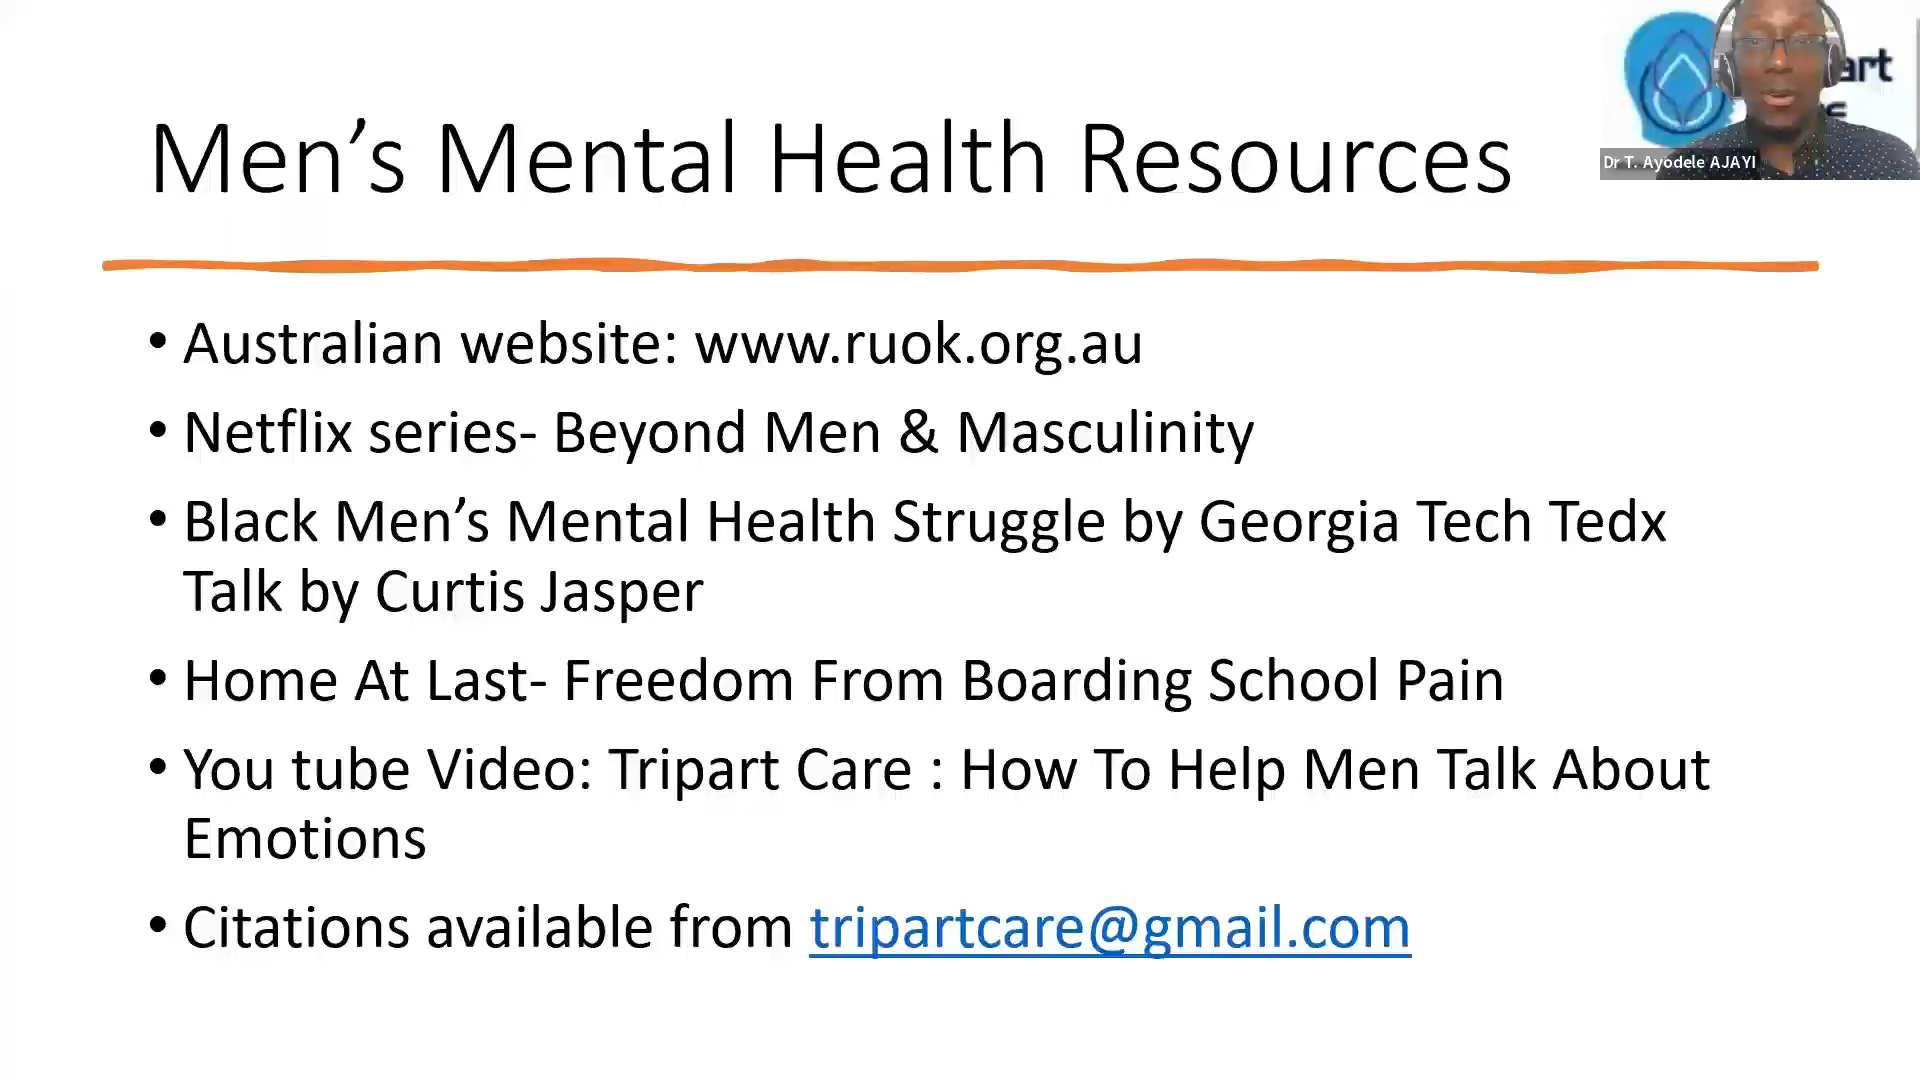 Men’s Mental Health Resources
art
Dr T. Ayodele AJAYI
• Australian website: www.ruok.org.au
• Netflix series- Beyond Men & Masculinity
• Black Men’s Mental Health Struggle by Georgia Tech Tedx
Talk by Curtis Jasper
• Home At Last- Freedom From Boarding School Pain
• You tube Video: Tripart Care : How To Help Men Talk About
Emotions
• Citations available from tripartcare@gmail.com